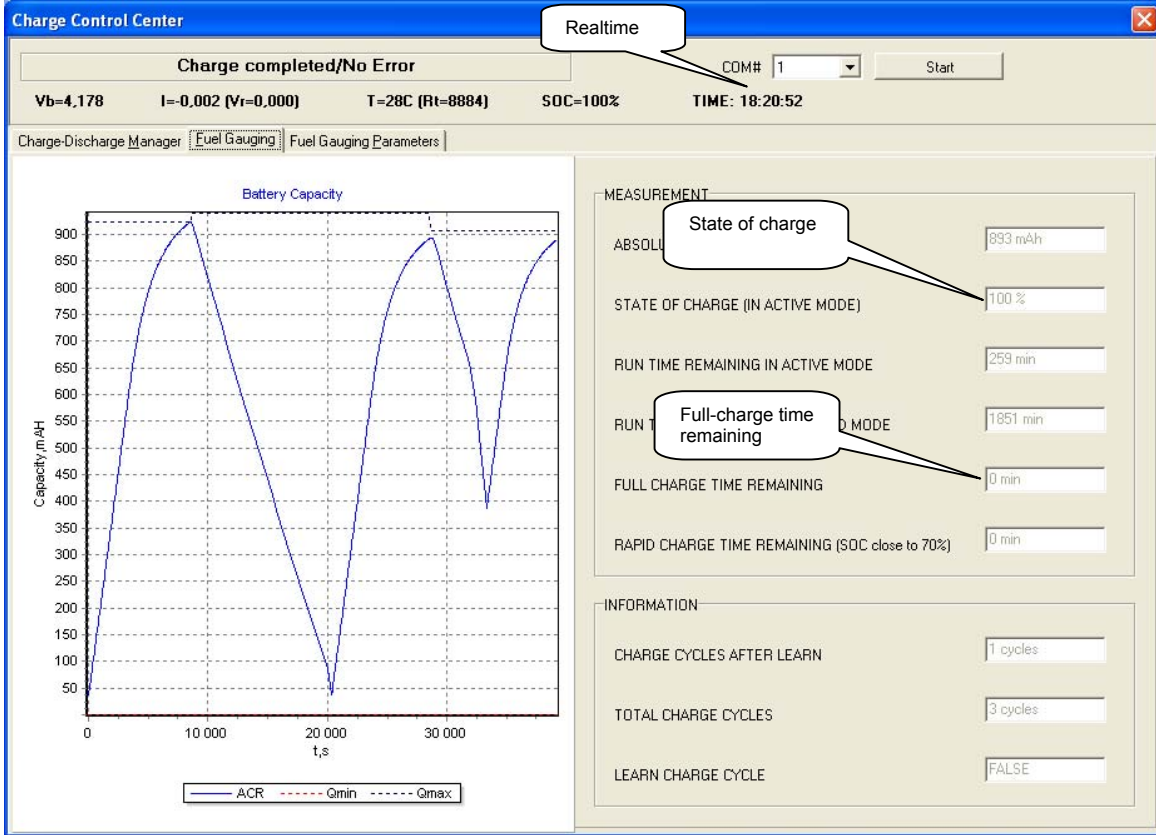 Charge Control Center
Realtime
Charge completed/No Error
COM# 1
Start
Vb=4,178 I=-0,002 (Vr=0,000) T=28C (Rt=8884) SOC=100% TIME: 18:20:52
Charge-Discharge Manager Fuel Gauging Fuel Gauging Parameters
Battery Capacity
900
850
800
750
700
650
600
550
500
450
400
350
300
250
200
150
100
50
Capacity,mAH
0 10 000 20 000 30 000
t,s
ACR Qmin Qmax
MEASUREMENT
State of charge
893 mAh
STATE OF CHARGE (IN ACTIVE MODE) 100 %
RUN TIME REMAINING IN ACTIVE MODE 259 min
Full-charge time
remaining
MODE 1851 min
FULL CHARGE TIME REMAINING 0 min
RAPID CHARGE TIME REMAINING (SOC close to 70%) 0 min
INFORMATION
CHARGE CYCLES AFTER LEARN 1 cycles
TOTAL CHARGE CYCLES 3 cycles
LEARN CHARGE CYCLE FALSE